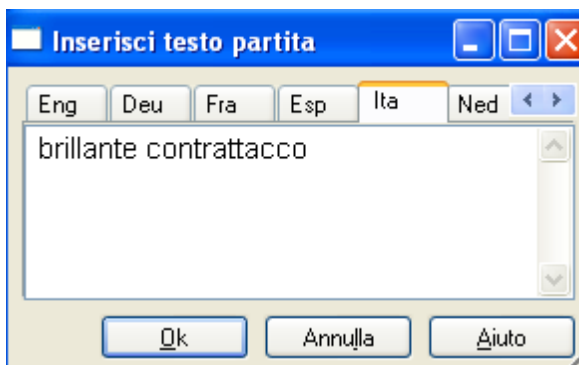 Inserisci testo partita
Eng Deu Fra Esp Ita Ned
brillante contrattacco
Ok Annulla Aiuto